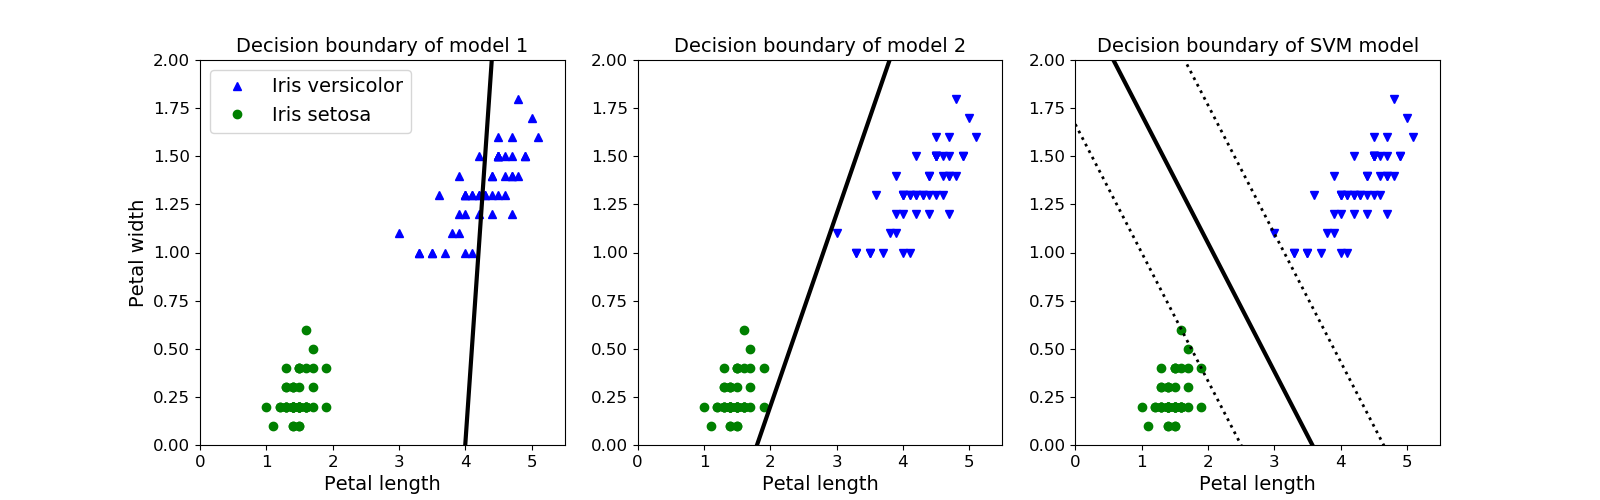 Decision boundary of model 1
2.00
1.75
1.50
1.25
1.00
0.75
0.50
0.25
0.00
Petal width
Iris versicolor
Iris setosa
0 1 2 3 4 5
Petal length
Decision boundary of model 2
2.00
1.75
1.50
1.25
1.00
0.75
0.50
0.25
0.00
0 1 2 3 4 5
Petal length
Decision boundary of SVM model
2.00
1.75
1.50
1.25
1.00
0.75
0.50
0.25
0.00
0 1 2 3 4 5
Petal length